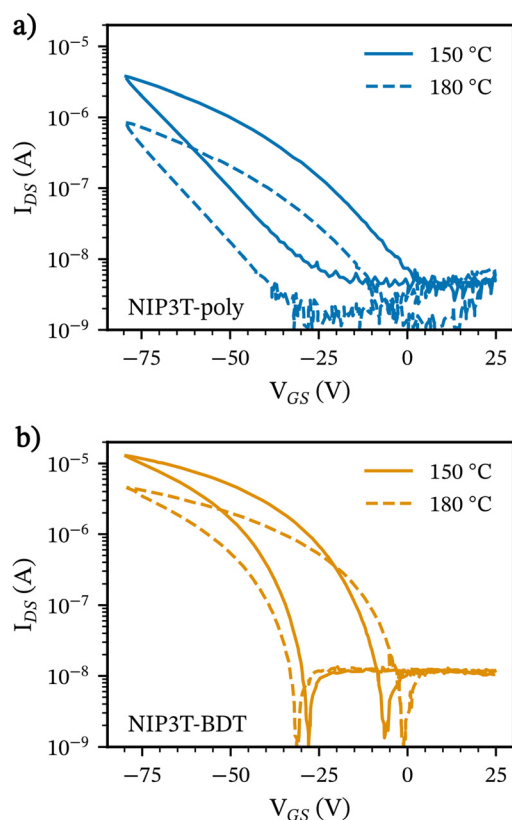 a)
10⁻⁵
10⁻⁶
10⁻⁷
10⁻⁸
10⁻⁹
I_DS (A)
150 °C
180 °C
NIP3T-poly
−75 −50 −25 0 25
V_GS (V)
b)
10⁻⁵
10⁻⁶
10⁻⁷
10⁻⁸
10⁻⁹
I_DS (A)
150 °C
180 °C
NIP3T-BDT
−75 −50 −25 0 25
V_GS (V)